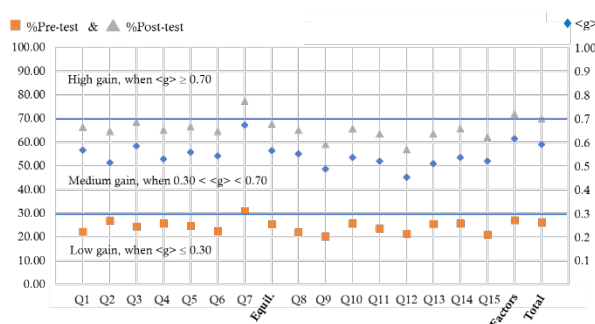 %Pre-test & %Post-test <g>
100.00 1.00
90.00 0.9
High gain, when <g> ≥ 0.70
80.00 0.8
70.00 0.7
60.00 0.6
50.00 0.5
Medium gain, when 0.30 < <g> < 0.70
40.00 0.4
30.00 0.3
20.00 0.2
Low gain, when <g> ≤ 0.30
10.00 0.1
0.00
Q1 Q2 Q3 Q4 Q5 Q6 Q7 Equil. Q8 Q9 Q10 Q11 Q12 Q13 Q14 Q15 Factors Total